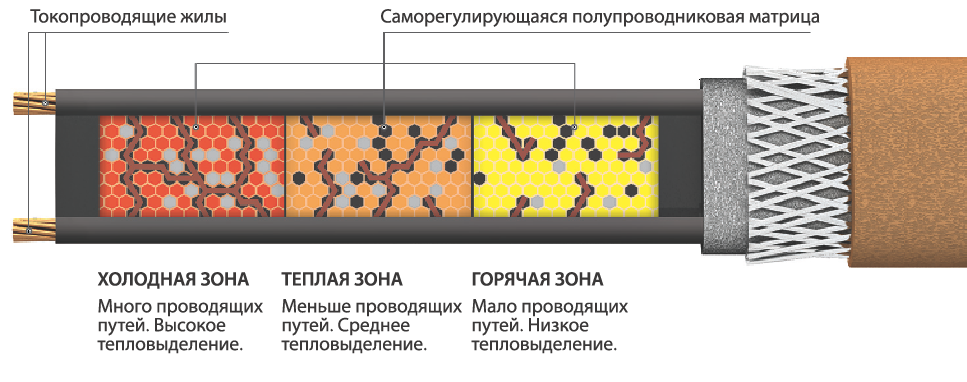 Токопроводящие жилы
Саморегулирующаяся полупроводниковая матрица
ХОЛОДНАЯ ЗОНА
Много проводящих
путей. Высокое
тепловыделение.
ТЕПЛАЯ ЗОНА
Меньше проводящих
путей. Среднее
тепловыделение.
ГОРЯЧАЯ ЗОНА
Мало проводящих
путей. Низкое
тепловыделение.